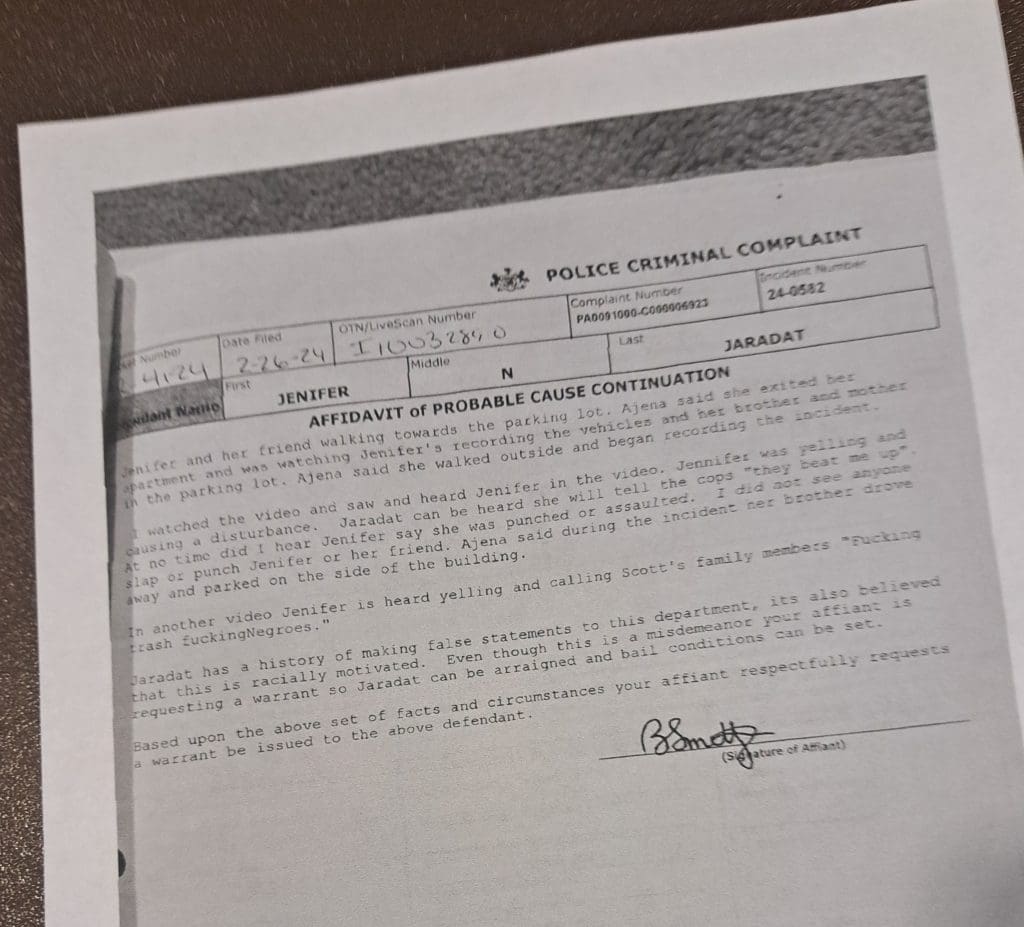 POLICE CRIMINAL COMPLAINT
Number
Date Filed
OTN/LiveScan Number
Complaint Number
Incident Number
41-24
2-26-24
PA0091000-C000006923
24-0582
Name
First
JENIFER
Middle
N
Last
JARADAT
AFFIDAVIT of PROBABLE CAUSE CONTINUATION
Jenifer and her friend walking towards the parking lot. Ajena said she exited her
apartment and was watching Jenifer's recording the vehicles and her brother and mother
in the parking lot. Ajena said she walked outside and began recording the incident.
I watched the video and saw and heard Jenifer in the video. Jennifer was yelling and
causing a disturbance. Jaradat can be heard she will tell the cops "they beat me up".
At no time did I hear Jenifer say she was punched or assaulted. I did not see anyone
slap or punch Jenifer or her friend. Ajena said during the incident her brother drove
away and parked on the side of the building.
In another video Jenifer is heard yelling and calling Scott's family members "Fucking
trash fuckingNegroes."
Jaradat has a history of making false statements to this department, its also believed
that this is racially motivated. Even though this is a misdemeanor your affiant is
requesting a warrant so Jaradat can be arraigned and bail conditions can be set.
Based upon the above set of facts and circumstances your affiant respectfully requests
a warrant be issued to the above defendant.
(Signature of Affiant)